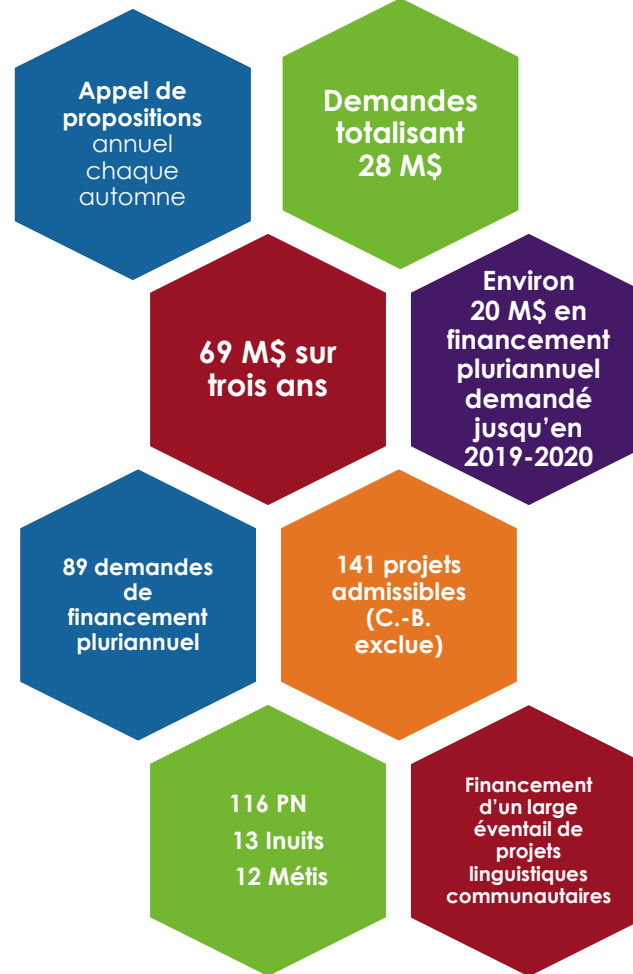 Appel de
propositions
annuel
chaque
automne
Demandes
totalisant
28 M$
69 M$ sur
trois ans
Environ
20 M$ en
financement
pluriannuel
demandé
jusqu’en
2019-2020
89 demandes
de
financement
pluriannuel
141 projets
admissibles
(C.-B.
exclue)
116 PN
13 Inuits
12 Métis
Financement
d’un large
éventail de
projets
linguistiques
communautaires